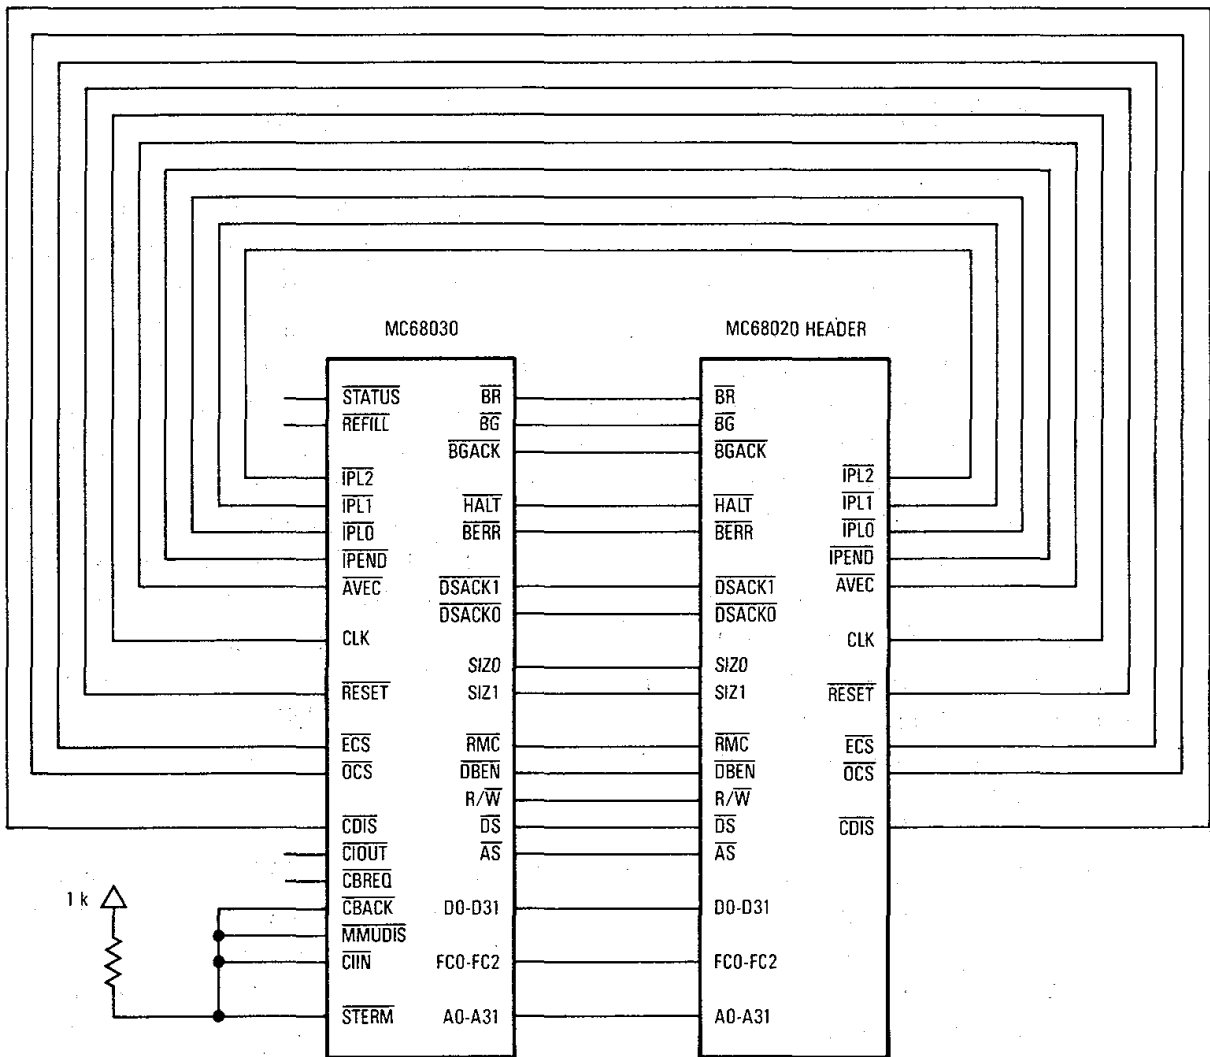 MC68030
MC68020 HEADER
STATUS
REFILL
IPL2
IPL1
IPL0
IPEND
AVEC
CLK
RESET
ECS
OCS
CDIS
CIOUT
CBREQ
CBACK
MMUDIS
CIIN
STERM
1 k
BR
BG
BGACK
HALT
BERR
DSACK1
DSACK0
SIZ0
SIZ1
RMC
DBEN
R/W
DS
AS
D0-D31
FC0-FC2
A0-A31
BR
BG
BGACK
HALT
BERR
DSACK1
DSACK0
SIZ0
SIZ1
RMC
DBEN
R/W
DS
AS
D0-D31
FC0-FC2
A0-A31
IPL2
IPL1
IPL0
IPEND
AVEC
CLK
RESET
ECS
OCS
CDIS